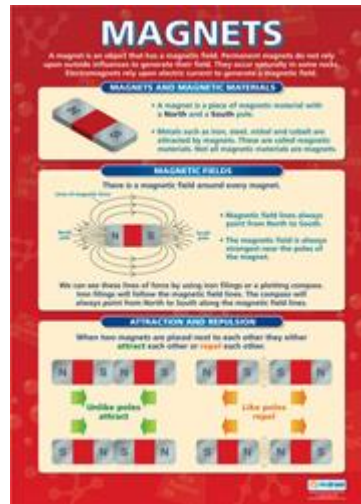 MAGNETS
A magnet is an object that has a magnetic field. Permanent magnets do not rely
upon outside influences to generate their field. They occur naturally in some rocks.
Electromagnets rely upon electric current to generate a magnetic field.
MAGNETS AND MAGNETIC MATERIALS
N S
• A magnet is a piece of magnetic material with
a North and a South pole.
• Metals such as iron, steel, nickel and cobalt are
attracted by magnets. These are called magnetic
materials. Not all magnetic materials are magnets.
MAGNETIC FIELDS
There is a magnetic field around every magnet.
Lines of magnetic force
North pole
N S
South pole
• Magnetic field lines always
point from North to South.
• The magnetic field is always
strongest near the poles of
the magnet.
We can see these lines of force by using iron filings or a plotting compass.
Iron filings will follow the magnetic field lines. The compass will
always point from North to South along the magnetic field lines.
ATTRACTION AND REPULSION
When two magnets are placed next to each other they either
attract each other or repel each other.
N S N S N S S N
Unlike poles
attract
Like poles
repel
S N S N S N N S